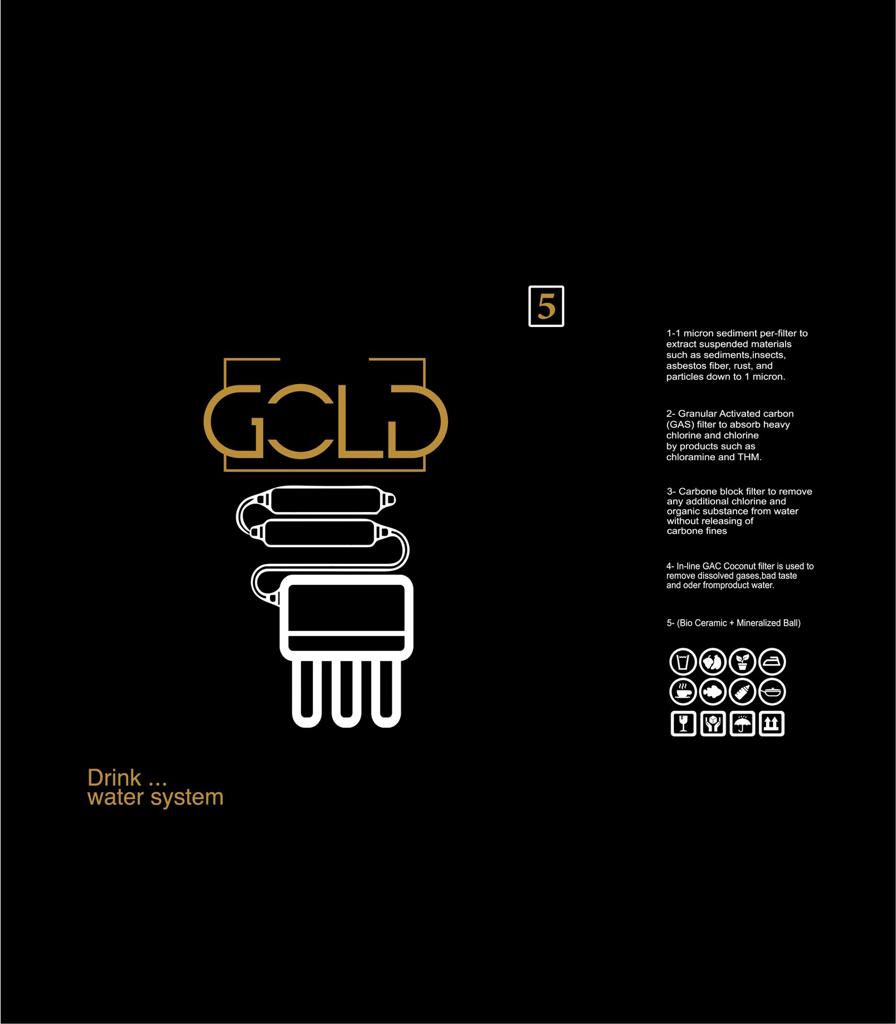 GOLD
5
1-1 micron sediment per-filter to
extract suspended materials
such as sediments,insects,
asbestos fiber, rust, and
particles down to 1 micron.
2- Granular Activated carbon
(GAS) filter to absorb heavy
chlorine and chlorine
by products such as
chloramine and THM.
3- Carbone block filter to remove
any additional chlorine and
organic substance from water
without releasing of
carbone fines
4- In-line GAC Coconut filter is used to
remove dissolved gases,bad taste
and oder fromproduct water.
5- (Bio Ceramic + Mineralized Ball)
Drink ...
water system